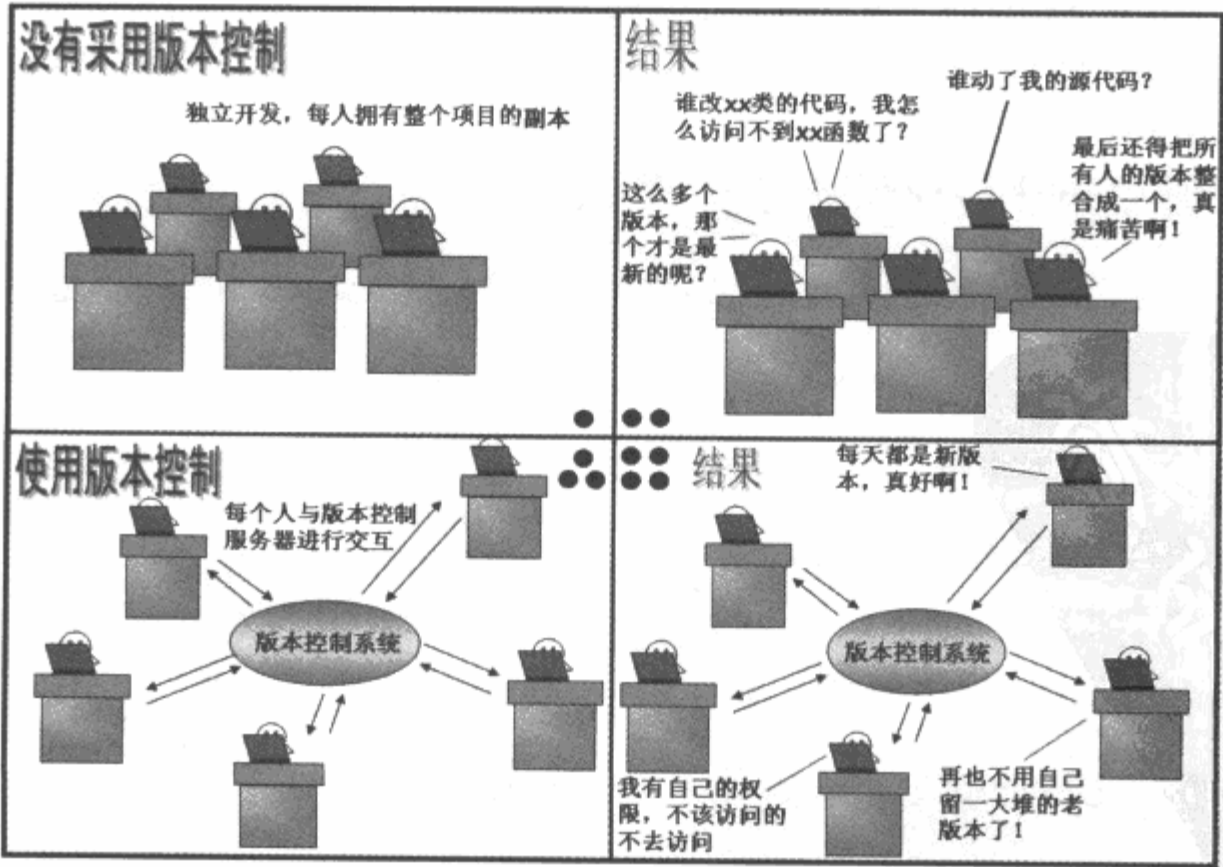 没有采用版本控制
独立开发，每人拥有整个项目的副本
结果
谁动了我的源代码？
谁改xx类的代码，我怎
么访问不到xx函数了？
最后还得把所
有人的版本整
合成一个，真
是痛苦啊！
这么多个
版本，那
个才是最
新的呢？
使用版本控制
每个人与版本控制
服务器进行交互
版本控制系统
结果
每天都是新版
本，真好啊！
版本控制系统
我有自己的权
限，不该访问的
不去访问
再也不用自己
留一大堆的老
版本了！